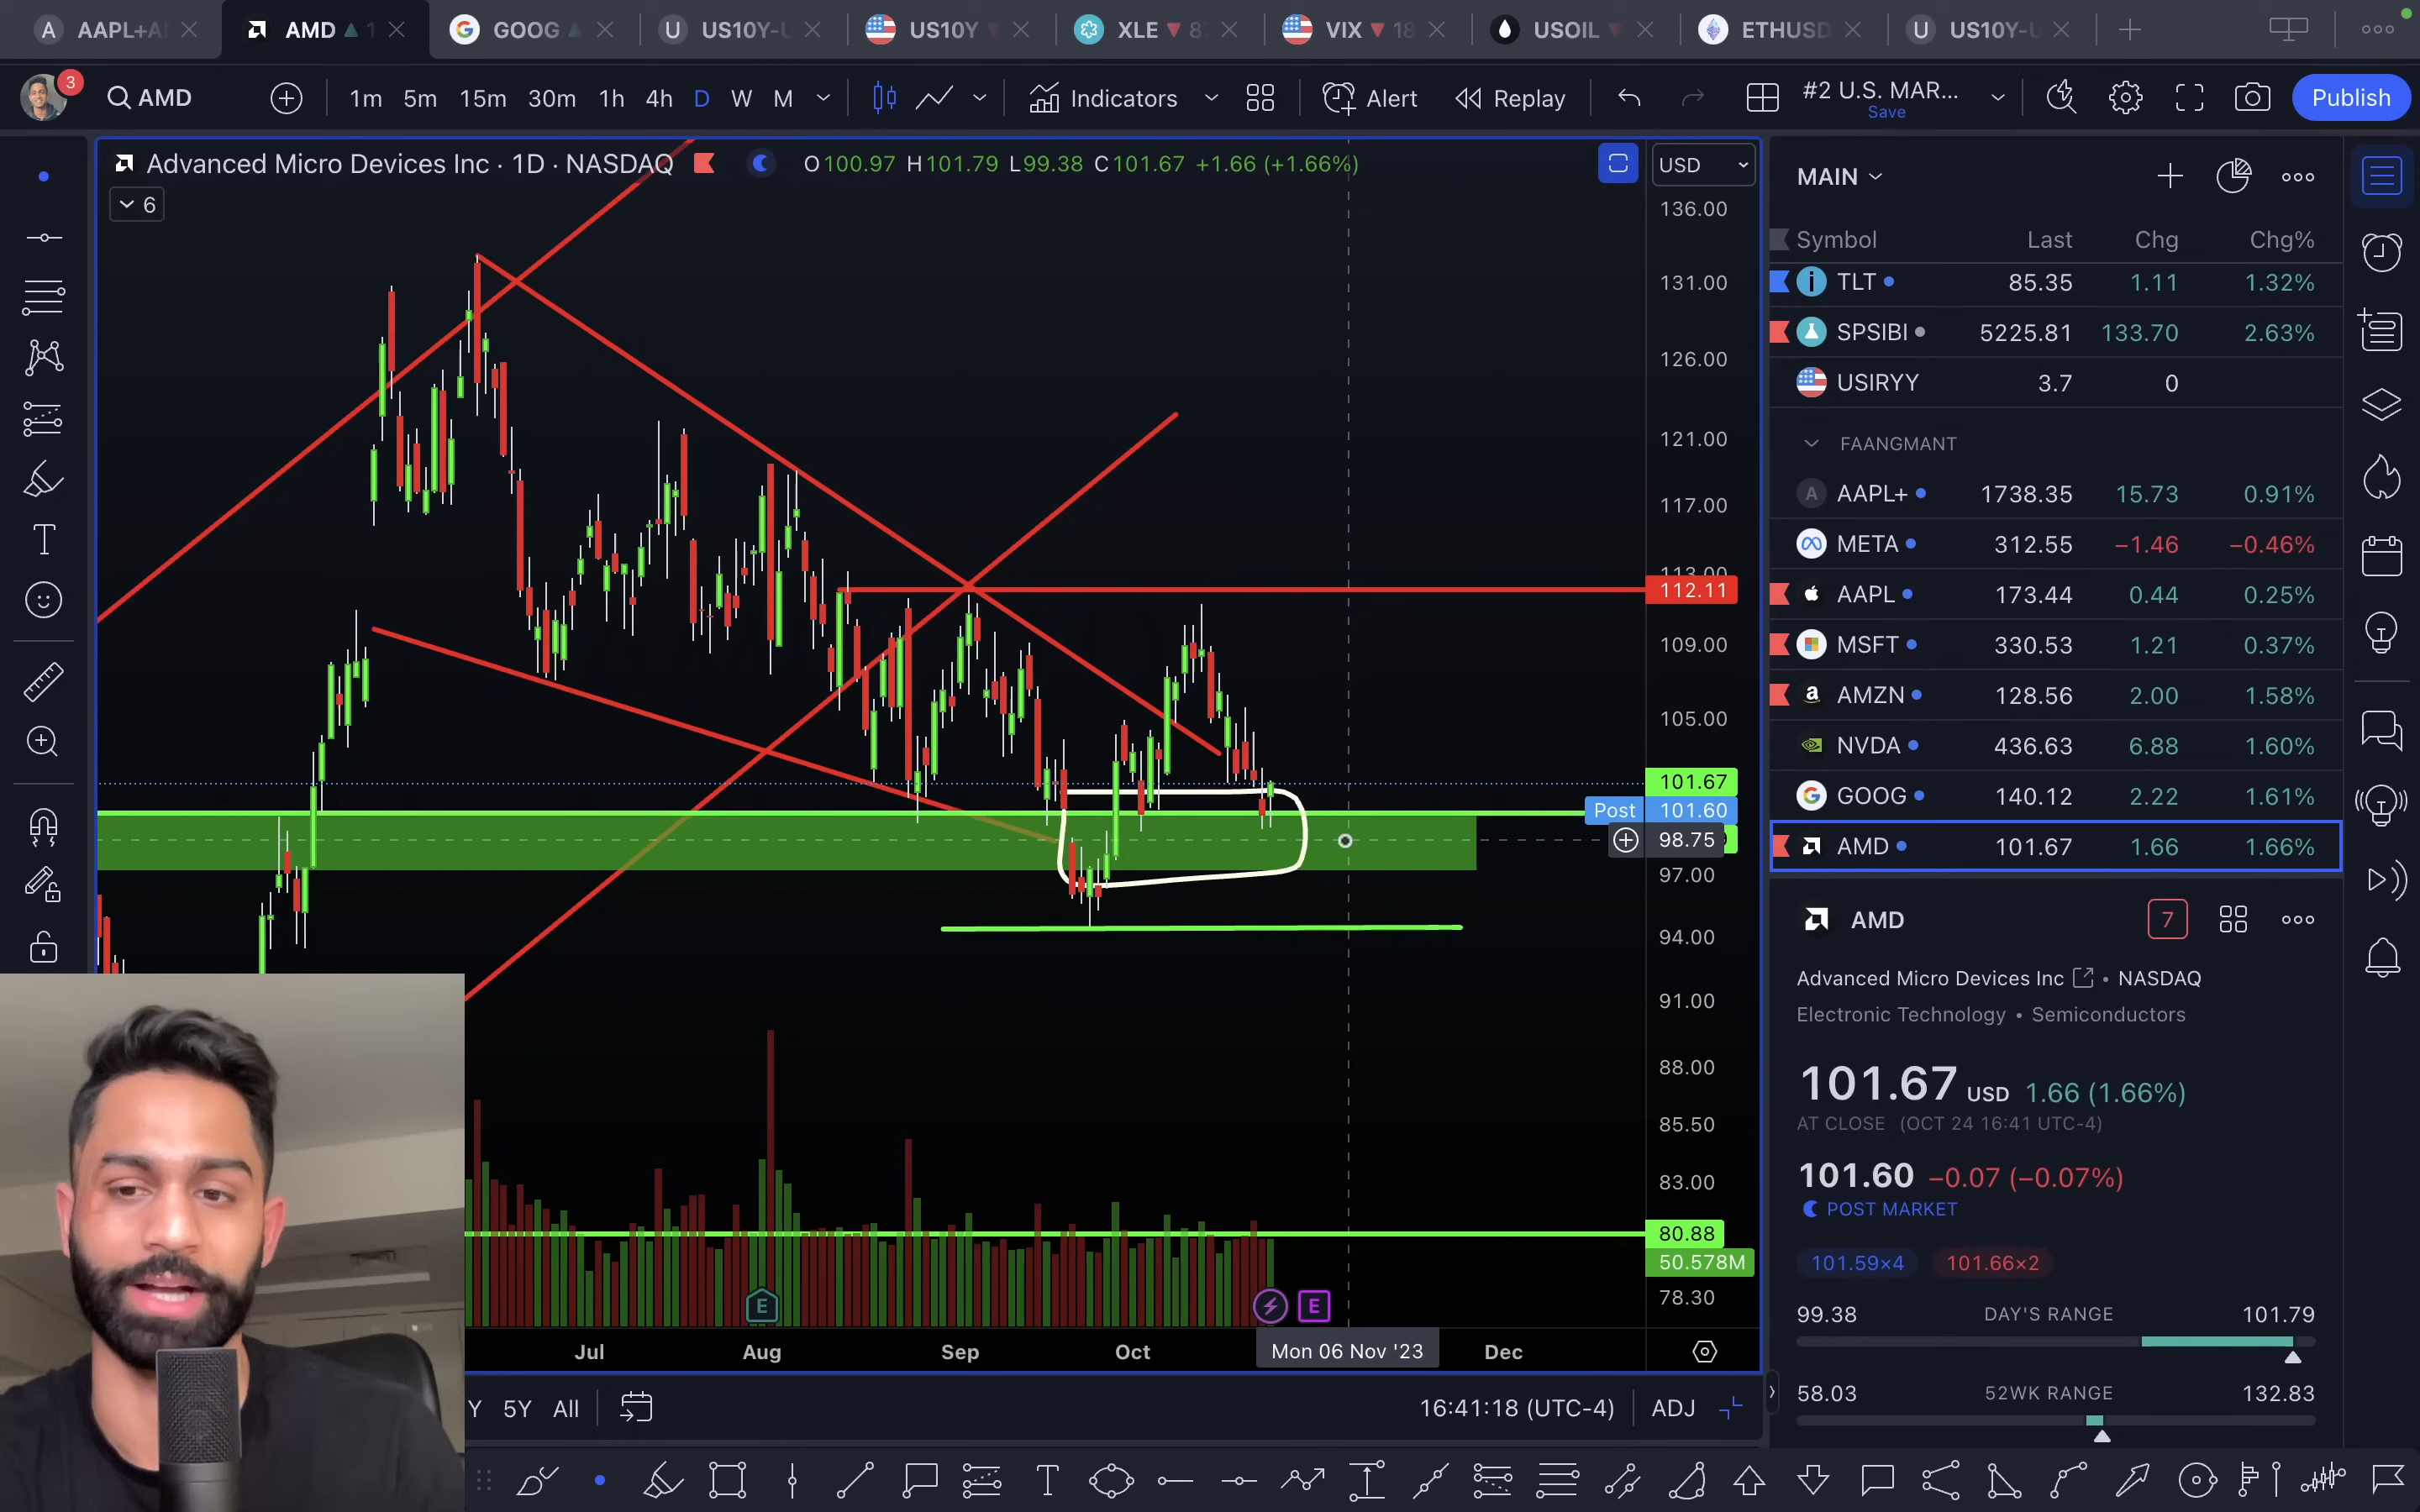 AAPL+A
AMD 1
GOOG
US10Y-U
US10Y
XLE 8
VIX 18
USOIL
ETHUSD
US10Y-U
3
AMD
1m 5m 15m 30m 1h 4h D W M
Indicators
Alert
Replay
#2 U.S. MAR...
Save
Publish
Advanced Micro Devices Inc · 1D · NASDAQ
O100.97 H101.79 L99.38 C101.67 +1.66 (+1.66%)
6
USD
136.00
131.00
126.00
121.00
117.00
113.00
112.11
109.00
105.00
101.67
Post 101.60
98.75
97.00
94.00
91.00
88.00
85.50
83.00
80.88
50.578M
78.30
E
E
Jul Aug Sep Oct Mon 06 Nov '23 Dec
Y 5Y All
16:41:18 (UTC-4) ADJ
MAIN
Symbol Last Chg Chg%
TLT 85.35 1.11 1.32%
SPSIBI 5225.81 133.70 2.63%
USIRYY 3.7 0
FAANGMANT
A AAPL+ 1738.35 15.73 0.91%
META 312.55 −1.46 −0.46%
AAPL 173.44 0.44 0.25%
MSFT 330.53 1.21 0.37%
AMZN 128.56 2.00 1.58%
NVDA 436.63 6.88 1.60%
GOOG 140.12 2.22 1.61%
AMD 101.67 1.66 1.66%
AMD
7
Advanced Micro Devices Inc • NASDAQ
Electronic Technology • Semiconductors
101.67 USD 1.66 (1.66%)
AT CLOSE (OCT 24 16:41 UTC-4)
101.60 −0.07 (−0.07%)
POST MARKET
101.59×4 101.66×2
99.38 DAY'S RANGE 101.79
58.03 52WK RANGE 132.83